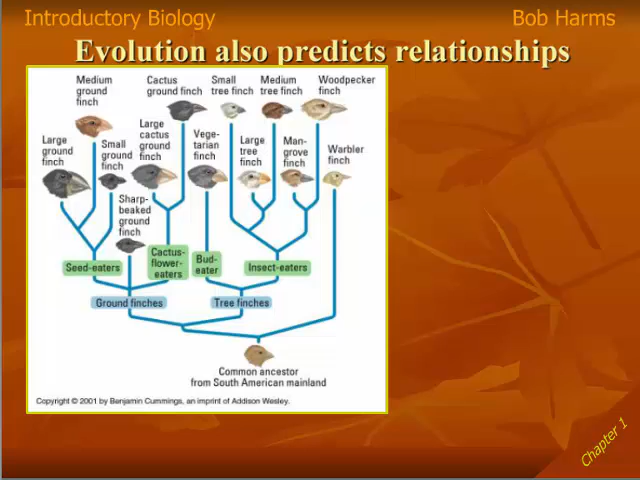 Introductory Biology
Bob Harms
Evolution also predicts relationships
Medium
ground
finch
Cactus
ground finch
Small
tree finch
Medium
tree finch
Woodpecker
finch
Large
ground
finch
Small
ground
finch
Large
cactus
ground
finch
Vege-
tarian
finch
Large
tree
finch
Man-
grove
finch
Warbler
finch
Sharp-
beaked
ground
finch
Seed-eaters
Cactus-
flower-
eaters
Bud-
eater
Insect-eaters
Ground finches
Tree finches
Common ancestor
from South American mainland
Copyright © 2001 by Benjamin Cummings, an imprint of Addison Wesley.
Chapter 1